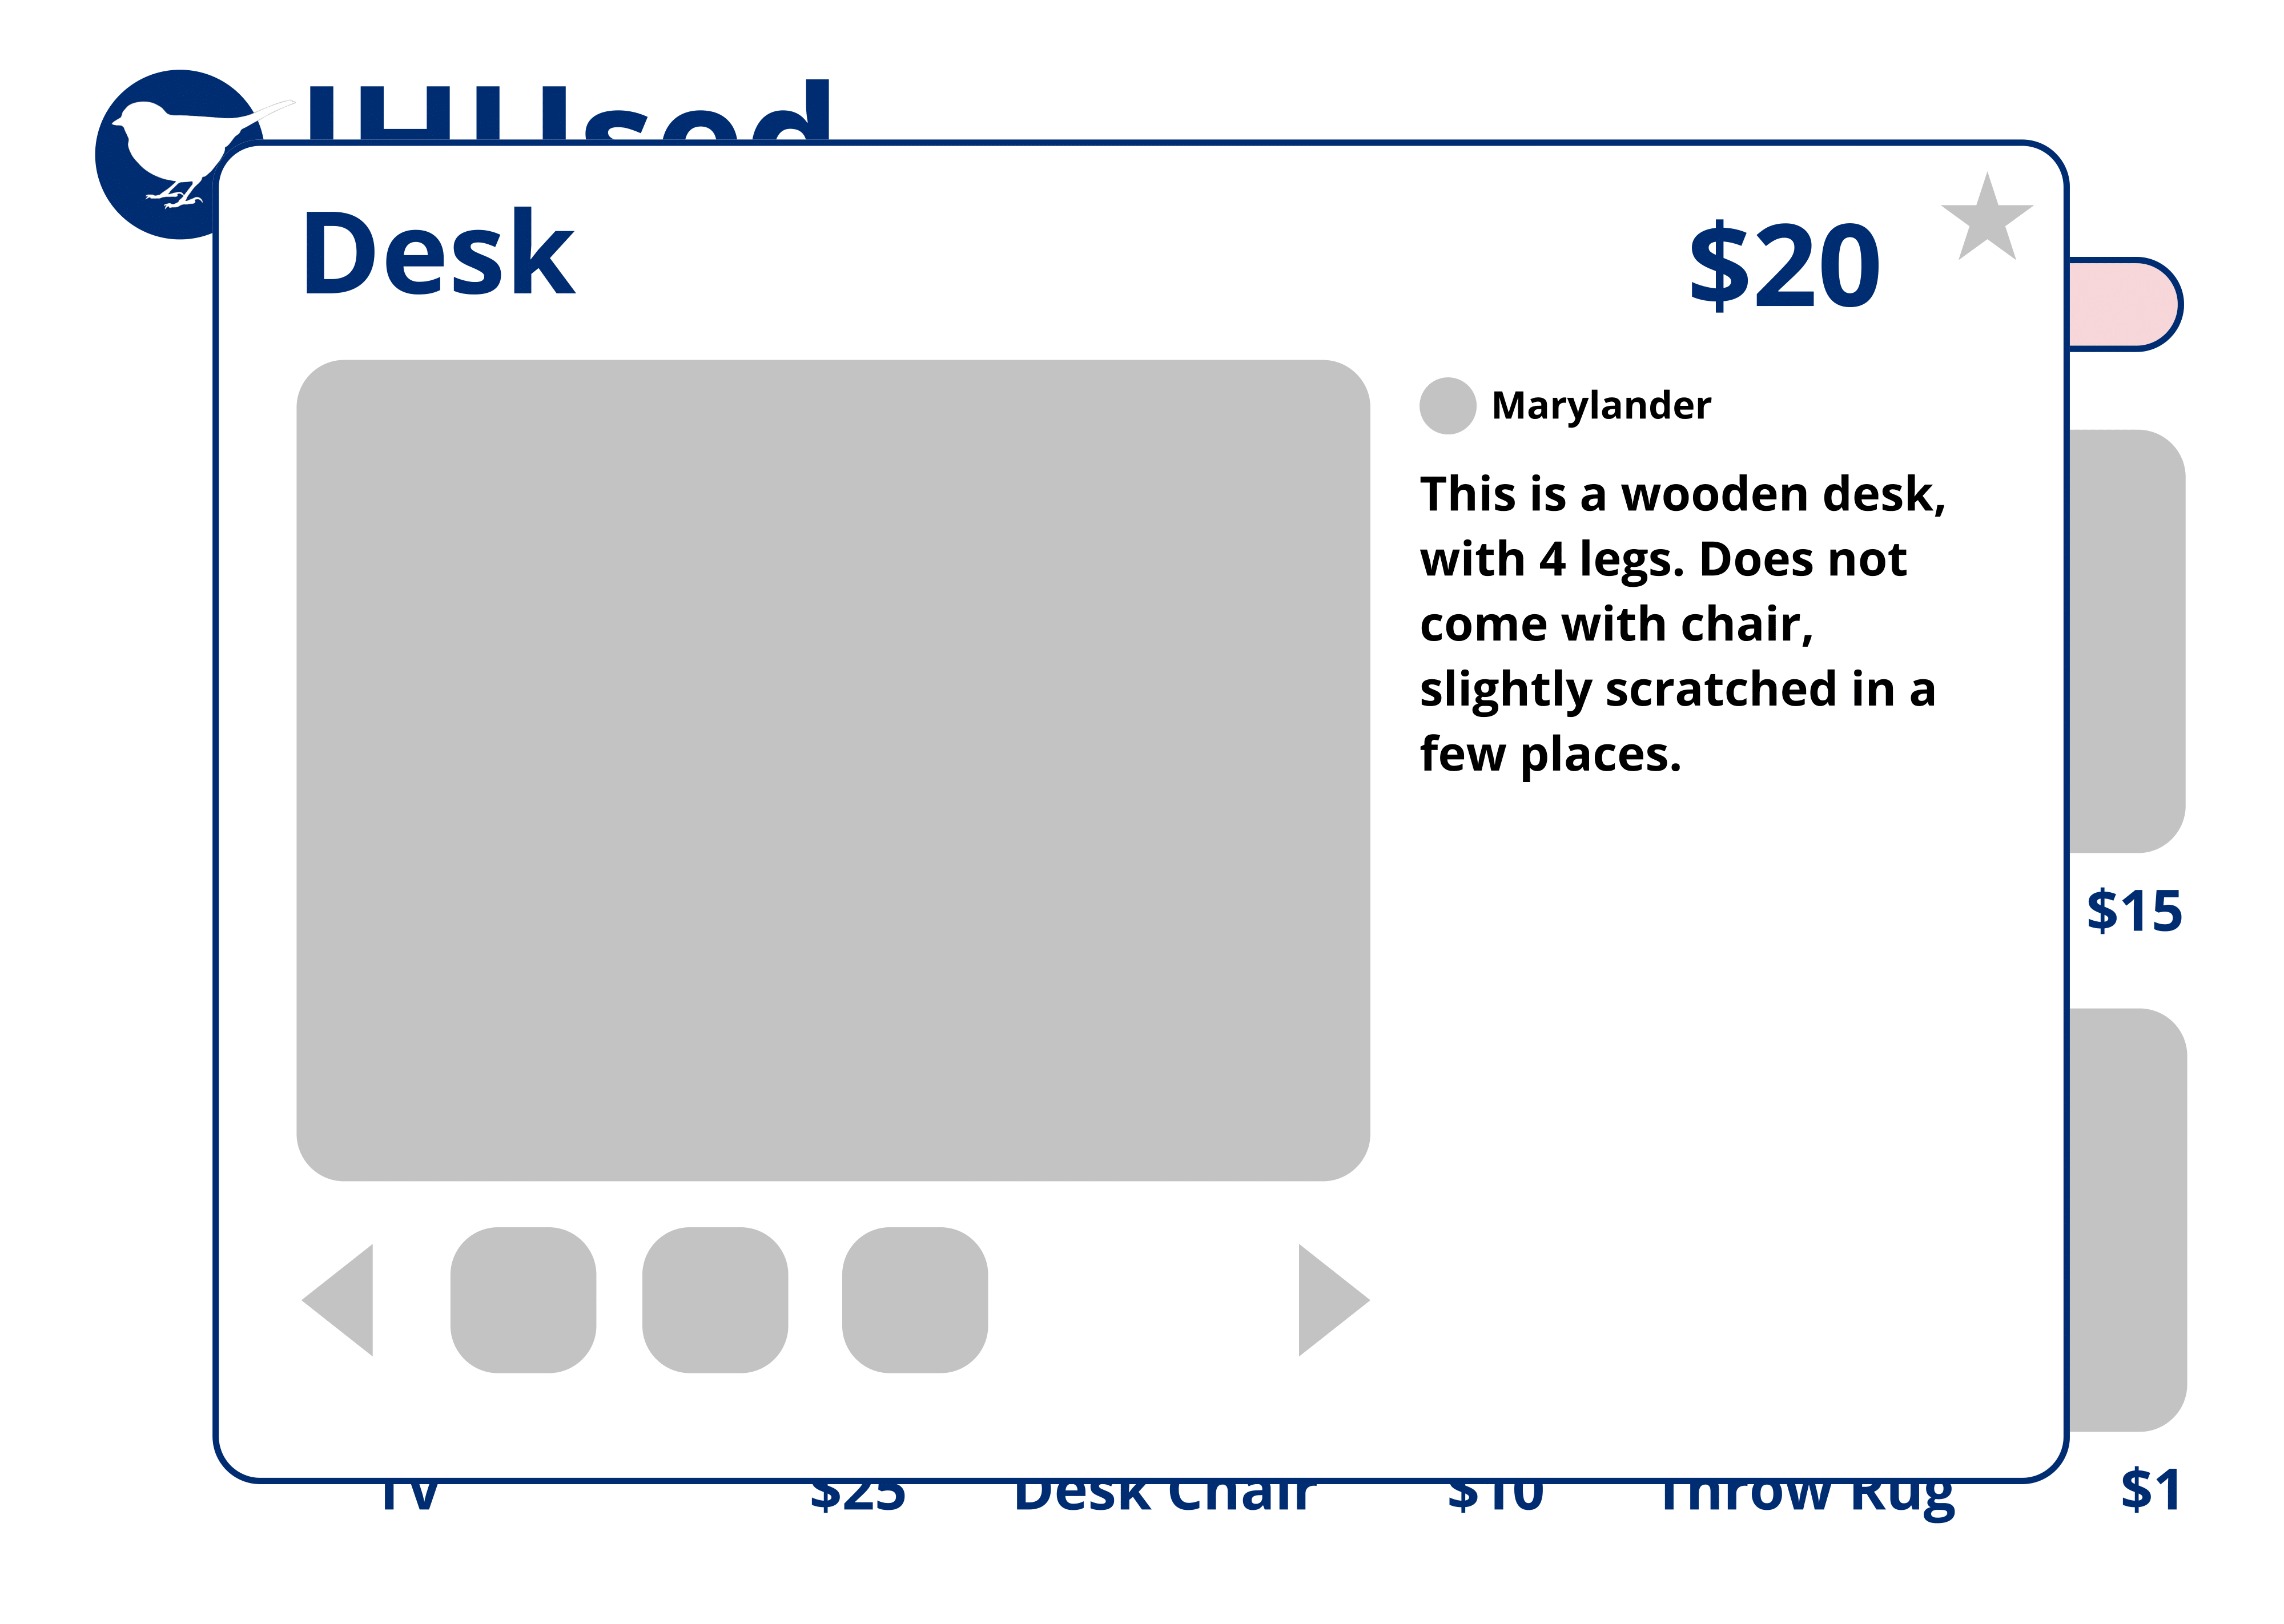 JHUsed
Desk
$20
Marylander
This is a wooden desk,
with 4 legs. Does not
come with chair,
slightly scratched in a
few places.
$15
TV
$25
Desk Chair
$10
Throw Rug
$1